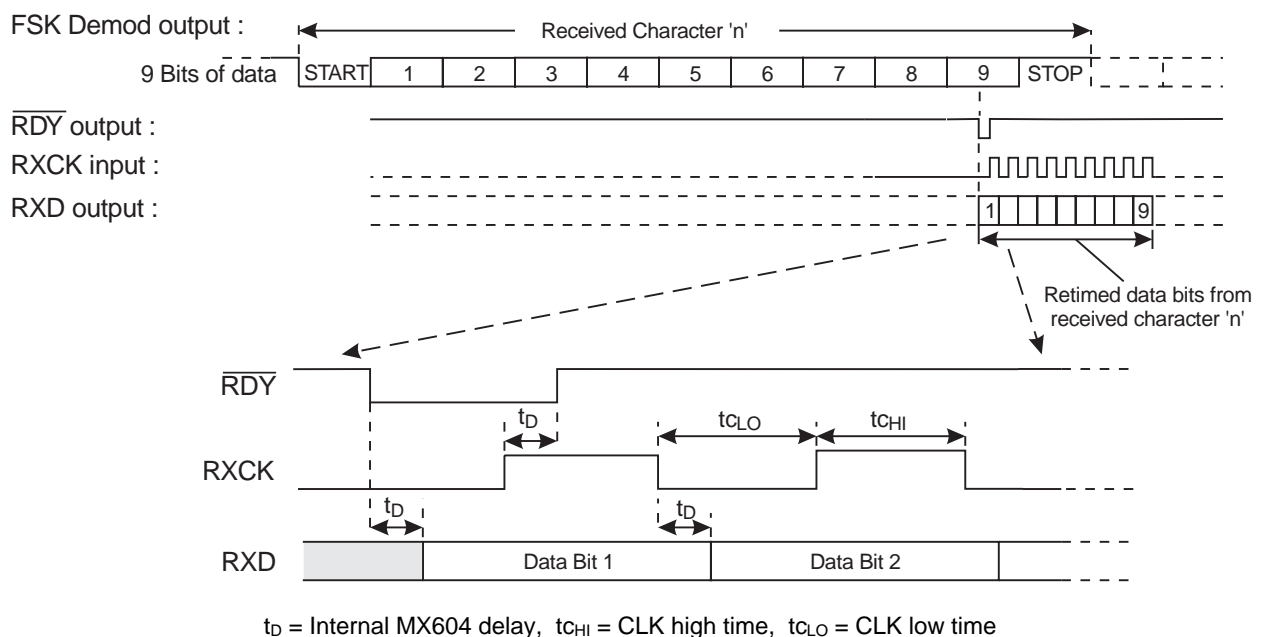 FSK Demod output :
Received Character 'n'
9 Bits of data
START 1 2 3 4 5 6 7 8 9 STOP
RDY output :
RXCK input :
RXD output :
1 9
Retimed data bits from
received character 'n'
RDY
tD tcLO tcHI
RXCK
tD tD
RXD
Data Bit 1 Data Bit 2
tD = Internal MX604 delay, tcHI = CLK high time, tcLO = CLK low time